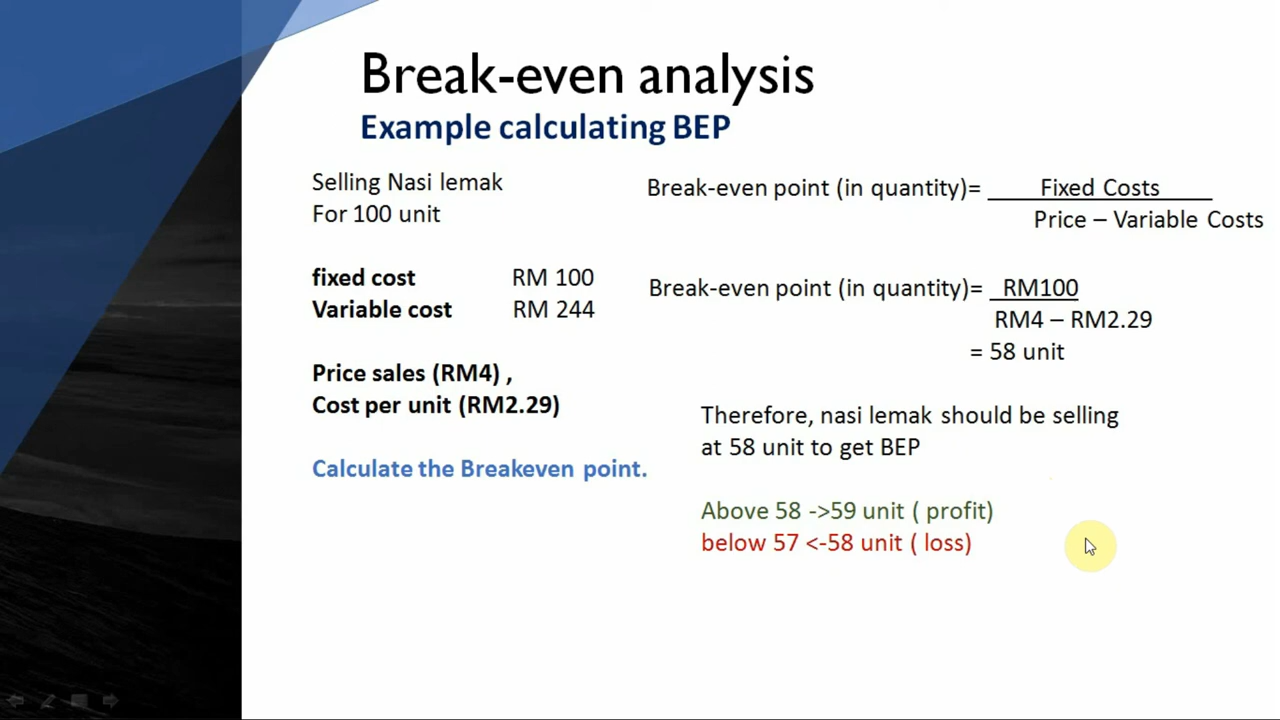 Break-even analysis
Example calculating BEP
Selling Nasi lemak
For 100 unit
fixed cost RM 100
Variable cost RM 244
Price sales (RM4) ,
Cost per unit (RM2.29)
Calculate the Breakeven point.
Break-even point (in quantity)= Fixed Costs
Price – Variable Costs
Break-even point (in quantity)= RM100
RM4 – RM2.29
= 58 unit
Therefore, nasi lemak should be selling
at 58 unit to get BEP
Above 58 ->59 unit ( profit)
below 57 <-58 unit ( loss)